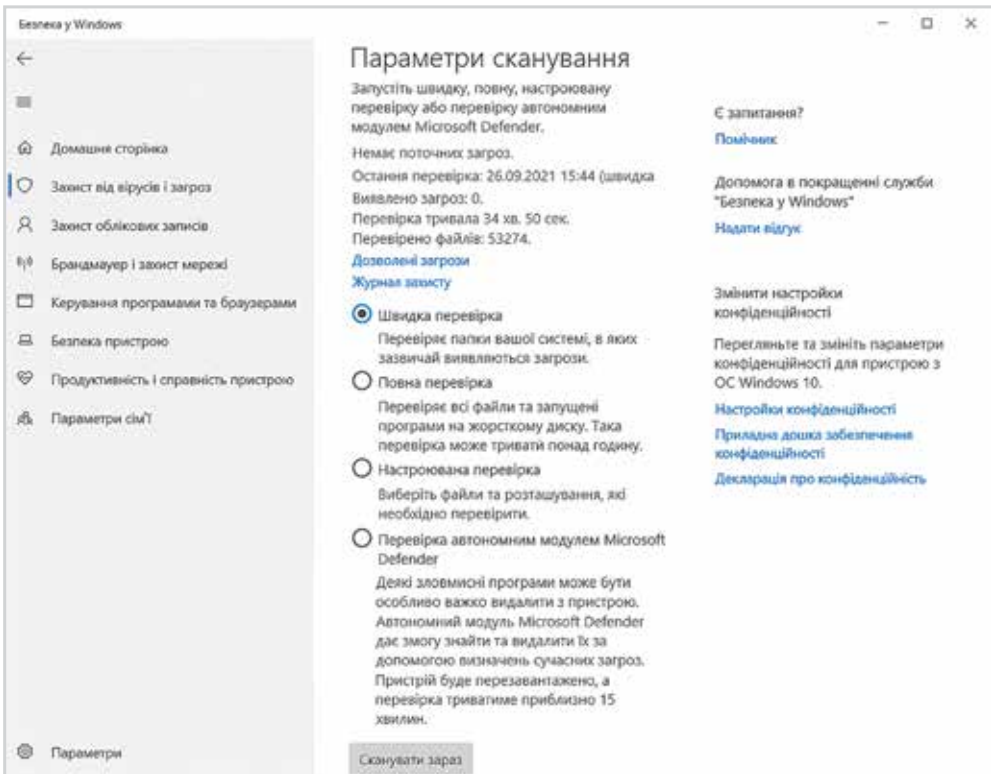 Безпека у Windows
Домашня сторінка
Захист від вірусів і загроз
Захист облікових записів
Брандмауер і захист мережі
Керування програмами та браузерами
Безпека пристрою
Продуктивність і справність пристрою
Параметри сім'ї
Параметри
Параметри сканування
Запустіть швидку, повну, настроювану
перевірку або перевірку автономним
модулем Microsoft Defender.
Немає поточних загроз.
Остання перевірка: 26.09.2021 15:44 (швидка
Виявлено загроз: 0.
Перевірка тривала 34 хв. 50 сек.
Перевірено файлів: 53274.
Дозволені загрози
Журнал захисту
Швидка перевірка
Перевіряє папки вашої системі, в яких
зазвичай виявляються загрози.
Повна перевірка
Перевіряє всі файли та запущені
програми на жорсткому диску. Така
перевірка може тривати понад годину.
Настроювана перевірка
Виберіть файли та розташування, які
необхідно перевірити.
Перевірка автономним модулем Microsoft
Defender
Деякі зловмисні програми може бути
особливо важко видалити з пристрою.
Автономний модуль Microsoft Defender
дає змогу знайти та видалити їх за
допомогою визначень сучасних загроз.
Пристрій буде перезавантажено, а
перевірка триватиме приблизно 15
хвилин.
Сканувати зараз
Є запитання?
Помічник
Допомога в покращенні служби
"Безпека у Windows"
Надати відгук
Змінити настройки
конфіденційності
Перегляньте та змініть параметри
конфіденційності для пристрою з
ОС Windows 10.
Настройки конфіденційності
Приладна дошка забезпечення
конфіденційності
Декларація про конфіденційність